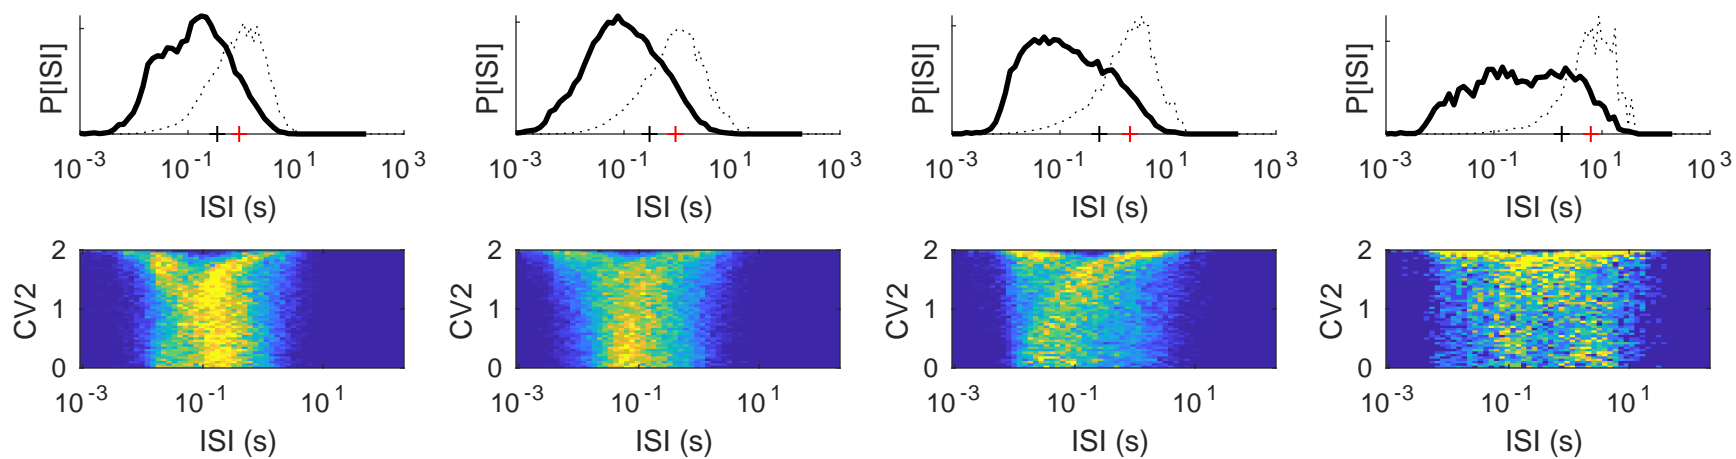 P[ISI] P[ISI] P[ISI] P[ISI]
10^-3 10^-1 10^1 10^3 10^-3 10^-1 10^1 10^3 10^-3 10^-1 10^1 10^3 10^-3 10^-1 10^1 10^3
ISI (s) ISI (s) ISI (s) ISI (s)
2 2 2 2
CV2 1 CV2 1 CV2 1 CV2 1
0 0 0 0
10^-3 10^-1 10^1 10^-3 10^-1 10^1 10^-3 10^-1 10^1 10^-3 10^-1 10^1
ISI (s) ISI (s) ISI (s) ISI (s)